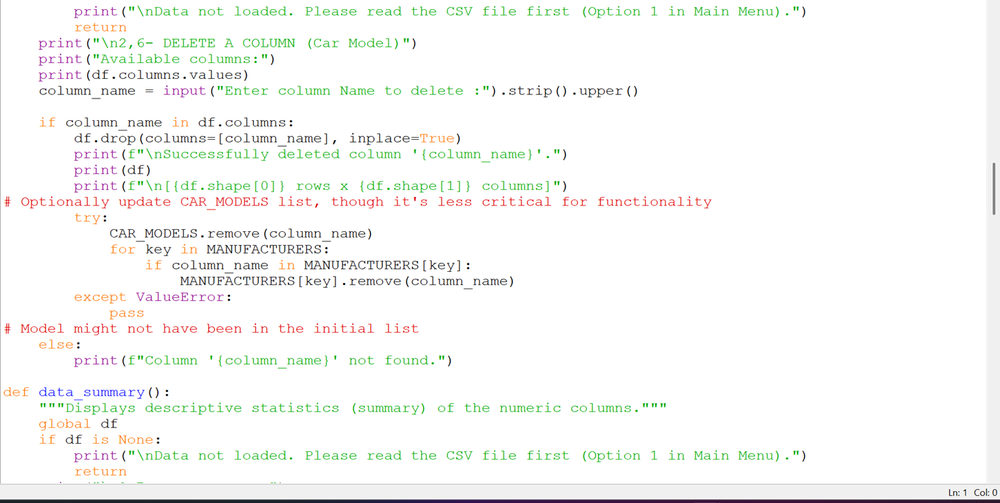 print("\nData not loaded. Please read the CSV file first (Option 1 in Main Menu).")
        return
    print("\n2,6- DELETE A COLUMN (Car Model)")
    print("Available columns:")
    print(df.columns.values)
    column_name = input("Enter column Name to delete :").strip().upper()

    if column_name in df.columns:
        df.drop(columns=[column_name], inplace=True)
        print(f"\nSuccessfully deleted column '{column_name}'.")
        print(df)
        print(f"\n[{df.shape[0]} rows x {df.shape[1]} columns]")
# Optionally update CAR_MODELS list, though it's less critical for functionality
        try:
            CAR_MODELS.remove(column_name)
            for key in MANUFACTURERS:
                if column_name in MANUFACTURERS[key]:
                    MANUFACTURERS[key].remove(column_name)
        except ValueError:
            pass
# Model might not have been in the initial list
    else:
        print(f"Column '{column_name}' not found.")

def data_summary():
    """Displays descriptive statistics (summary) of the numeric columns."""
    global df
    if df is None:
        print("\nData not loaded. Please read the CSV file first (Option 1 in Main Menu).")
        return
Ln: 1 Col: 0